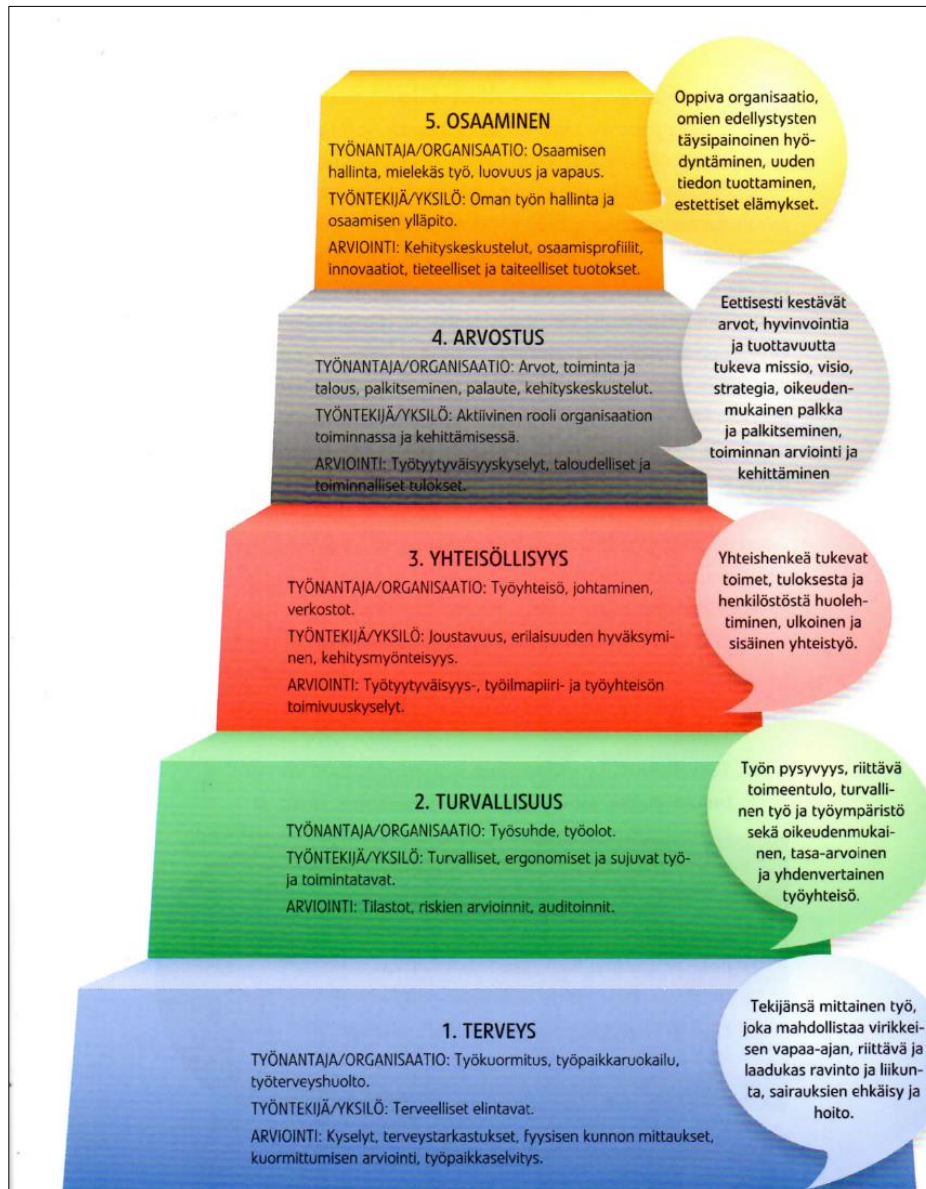 5. OSAAMINEN
TYÖNANTAJA/ORGANISAATIO: Osaamisen
hallinta, mielekäs työ, luovuus ja vapaus.
TYÖNTEKIJÄ/YKSILÖ: Oman työn hallinta ja
osaamisen ylläpito.
ARVIOINTI: Kehityskeskustelut, osaamisprofiilit,
innovaatiot, tieteelliset ja taiteelliset tuotokset.
Oppiva organisaatio,
omien edellystysten
täysipainoinen hyö-
dyntäminen, uuden
tiedon tuottaminen,
estettiset elämykset.
4. ARVOSTUS
TYÖNANTAJA/ORGANISAATIO: Arvot, toiminta ja
talous, palkitseminen, palaute, kehityskeskustelut.
TYÖNTEKIJÄ/YKSILÖ: Aktiivinen rooli organisaation
toiminnassa ja kehittämisessä.
ARVIOINTI: Työtytyväisyyskyselyt, taloudelliset ja
toiminnalliset tulokset.
Eettisesti kestävät
arvot, hyvinvointia
ja tuottavuutta
tukeva missio, visio,
strategia, oikeuden-
mukainen palkka
ja palkitseminen,
toiminnan arviointi ja
kehittäminen
3. YHTEISÖLLISYYS
TYÖNANTAJA/ORGANISAATIO: Työyhteisö, johtaminen,
verkostot.
TYÖNTEKIJÄ/YKSILÖ: Joustavuus, erilaisuuden hyväksymi-
nen, kehitysmyönteisyys.
ARVIOINTI: Työtytyväisyys-, työilmapiiri- ja työyhteisön
toimivuuskyselyt.
Yhteishenkeä tukevat
toimet, tuloksesta ja
henkilöstöstä huoleh-
timinen, ulkoinen ja
sisäinen yhteistyö.
2. TURVALLISUUS
TYÖNANTAJA/ORGANISAATIO: Työsuhde, työolot.
TYÖNTEKIJÄ/YKSILÖ: Turvalliset, ergonomiset ja sujuvat työ-
ja toimintatavat.
ARVIOINTI: Tilastot, riskien arvioinnit, auditoinnit.
Työn pysyvyys, riittävä
toimeentulo, turvalli-
nen työ ja työympäristö
sekä oikeudenmukai-
nen, tasa-arvoinen
ja yhdenvertainen
työyhteisö.
1. TERVEYS
TYÖNANTAJA/ORGANISAATIO: Työkuormitus, työpaikkaruokailu,
työterveyshuolto.
TYÖNTEKIJÄ/YKSILÖ: Terveelliset elintavat.
ARVIOINTI: Kyselyt, terveystarkastukset, fyysisen kunnon mittaukset,
kuormittumisen arviointi, työpaikkaselvitys.
Tekijänsä mittainen työ,
joka mahdollistaa virikkei-
sen vapaa-ajan, riittävä ja
laadukas ravinto ja liikun-
ta, sairauksien ehkäisy ja
hoito.